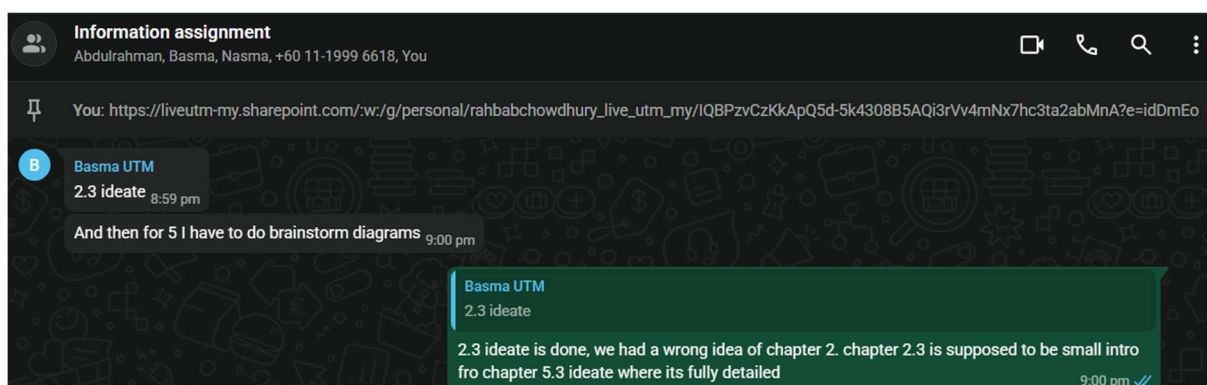 Information assignment
Abdulrahman, Basma, Nasma, +60 11-1999 6618, You
You: https://liveutm-my.sharepoint.com/:w:/g/personal/rahbabchowdhury_live_utm_my/IQBPzvCzKkApQ5d-5k4308B5AQi3rVv4mNx7hc3ta2abMnA?e=idDmEo
B
Basma UTM
2.3 ideate 8:59 pm
And then for 5 I have to do brainstorm diagrams 9:00 pm
Basma UTM
2.3 ideate
2.3 ideate is done, we had a wrong idea of chapter 2. chapter 2.3 is supposed to be small intro
fro chapter 5.3 ideate where its fully detailed
9:00 pm